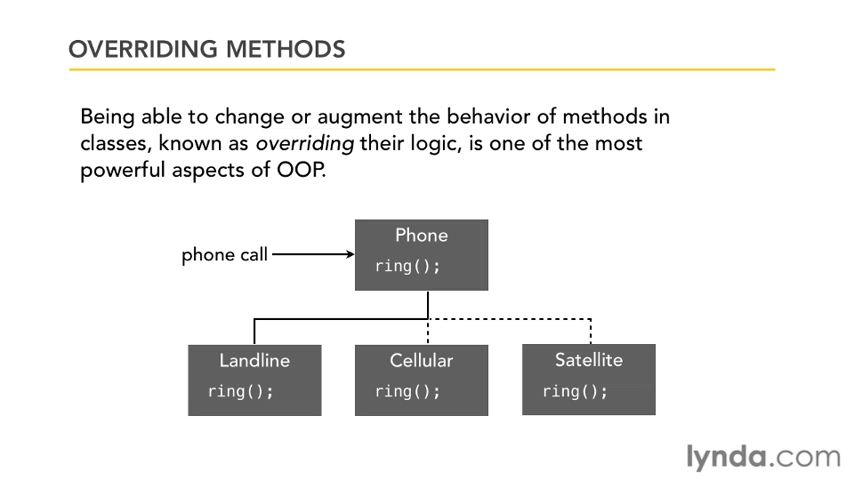 OVERRIDING METHODS
Being able to change or augment the behavior of methods in
classes, known as overriding their logic, is one of the most
powerful aspects of OOP.
Phone
phone call
ring();
Landline
ring();
Cellular
ring();
Satellite
ring();
lynda.com